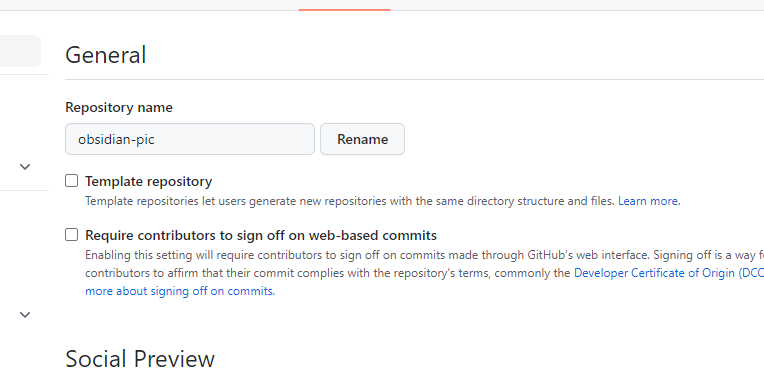 General
Repository name
obsidian-pic
Rename
Template repository
Template repositories let users generate new repositories with the same directory structure and files. Learn more.
Require contributors to sign off on web-based commits
Enabling this setting will require contributors to sign off on commits made through GitHub's web interface. Signing off is a way
contributors to affirm that their commit complies with the repository's terms, commonly the Developer Certificate of Origin (DCO
more about signing off on commits.
Social Preview